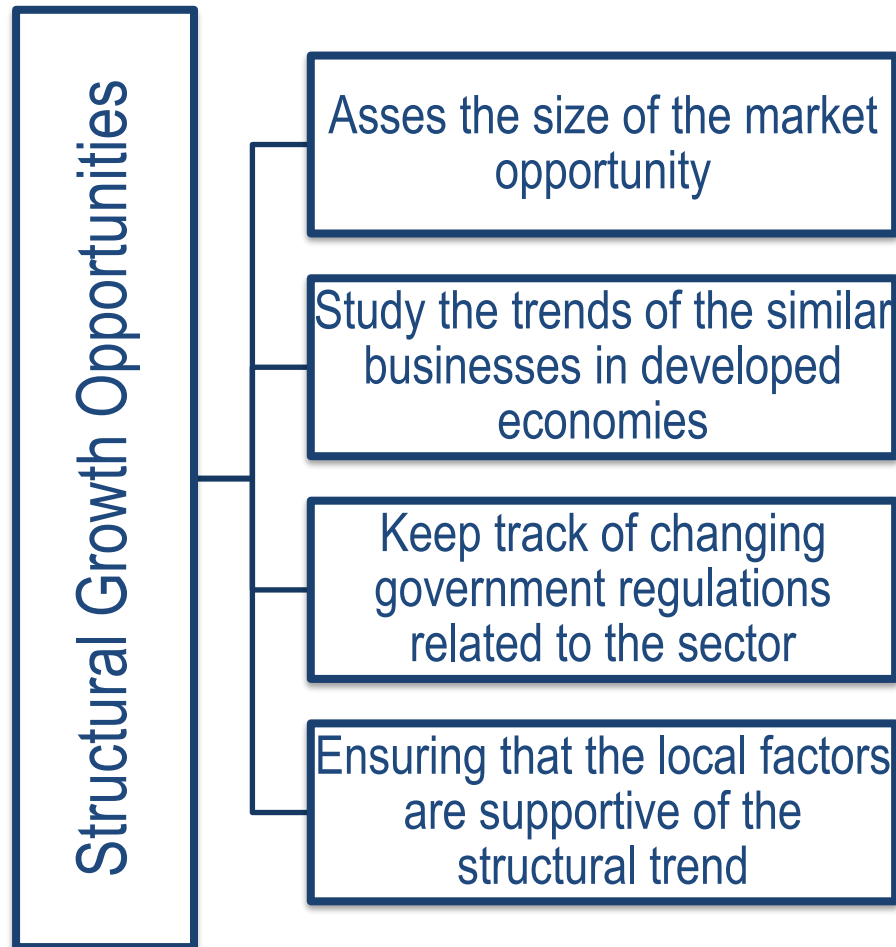 Structural Growth Opportunities
Asses the size of the market
opportunity
Study the trends of the similar
businesses in developed
economies
Keep track of changing
government regulations
related to the sector
Ensuring that the local factors
are supportive of the
structural trend